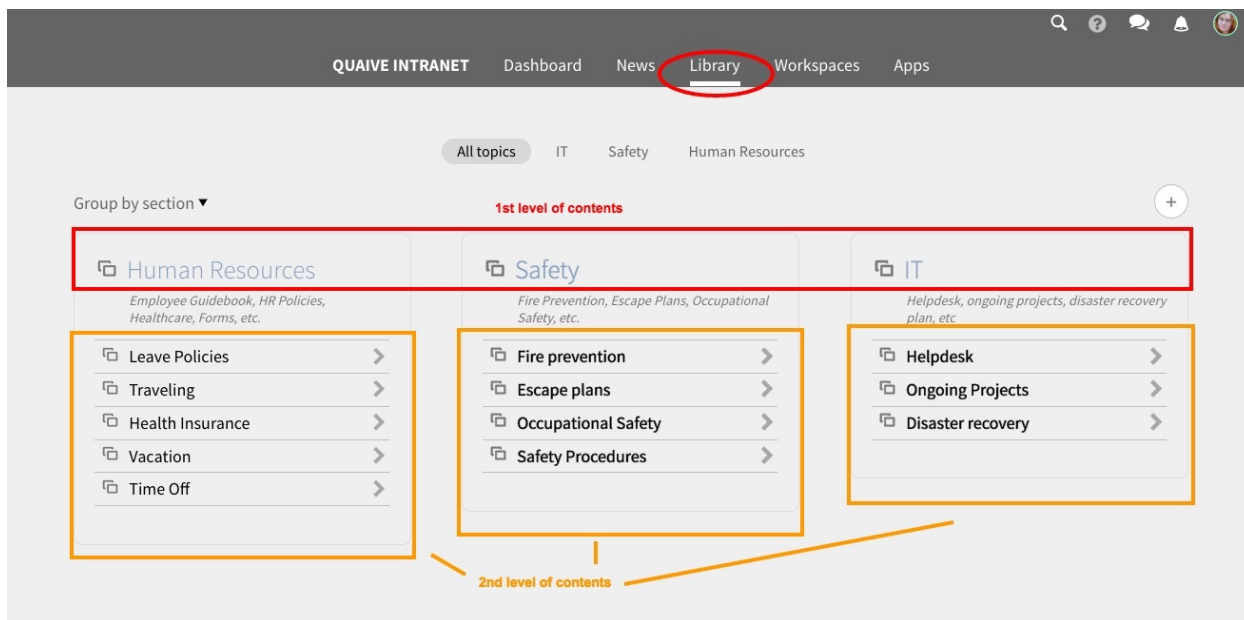 QUAIVE INTRANET Dashboard News Library Workspaces Apps
All topics IT Safety Human Resources
Group by section
1st level of contents
Human Resources
Employee Guidebook, HR Policies,
Healthcare, Forms, etc.
Leave Policies
Traveling
Health Insurance
Vacation
Time Off
Safety
Fire Prevention, Escape Plans, Occupational
Safety, etc.
Fire prevention
Escape plans
Occupational Safety
Safety Procedures
IT
Helpdesk, ongoing projects, disaster recovery
plan, etc
Helpdesk
Ongoing Projects
Disaster recovery
2nd level of contents